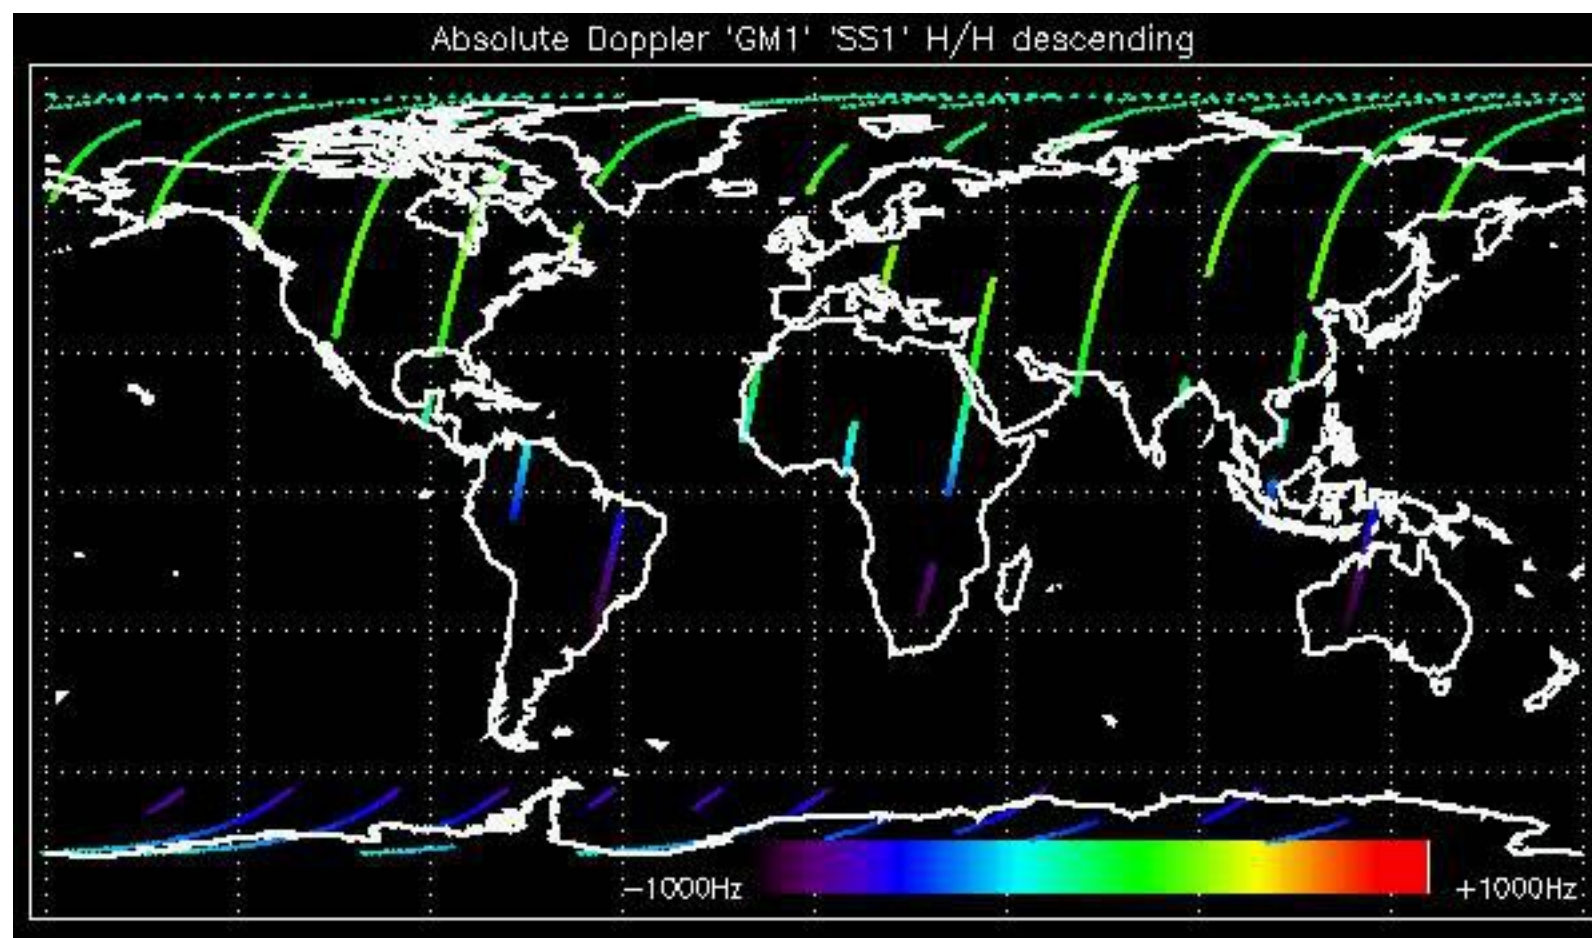 Absolute Doppler 'GM1' 'SS1' H/H descending
−1000Hz
+1000Hz